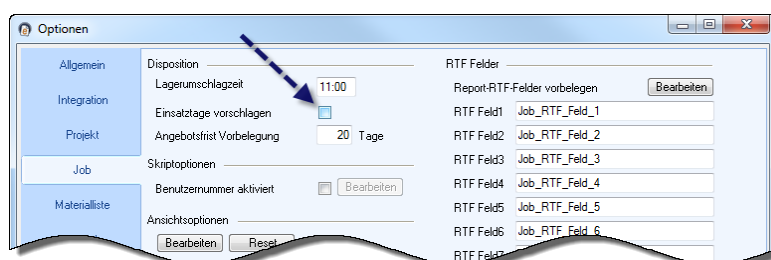 Optionen
Allgemein
Integration
Projekt
Job
Materialliste
Disposition
Lagerumschlagzeit 11:00
Einsatztage vorschlagen
Angebotsfrist Vorbelegung 20 Tage
Skriptoptionen
Benutzernummer aktiviert Bearbeiten
Ansichtsoptionen
Bearbeiten Reset
RTF Felder
Report-RTF-Felder vorbelegen Bearbeiten
RTF Feld1 Job_RTF_Feld_1
RTF Feld2 Job_RTF_Feld_2
RTF Feld3 Job_RTF_Feld_3
RTF Feld4 Job_RTF_Feld_4
RTF Feld5 Job_RTF_Feld_5
RTF Feld6 Job_RTF_Feld_6
RTF Feld7